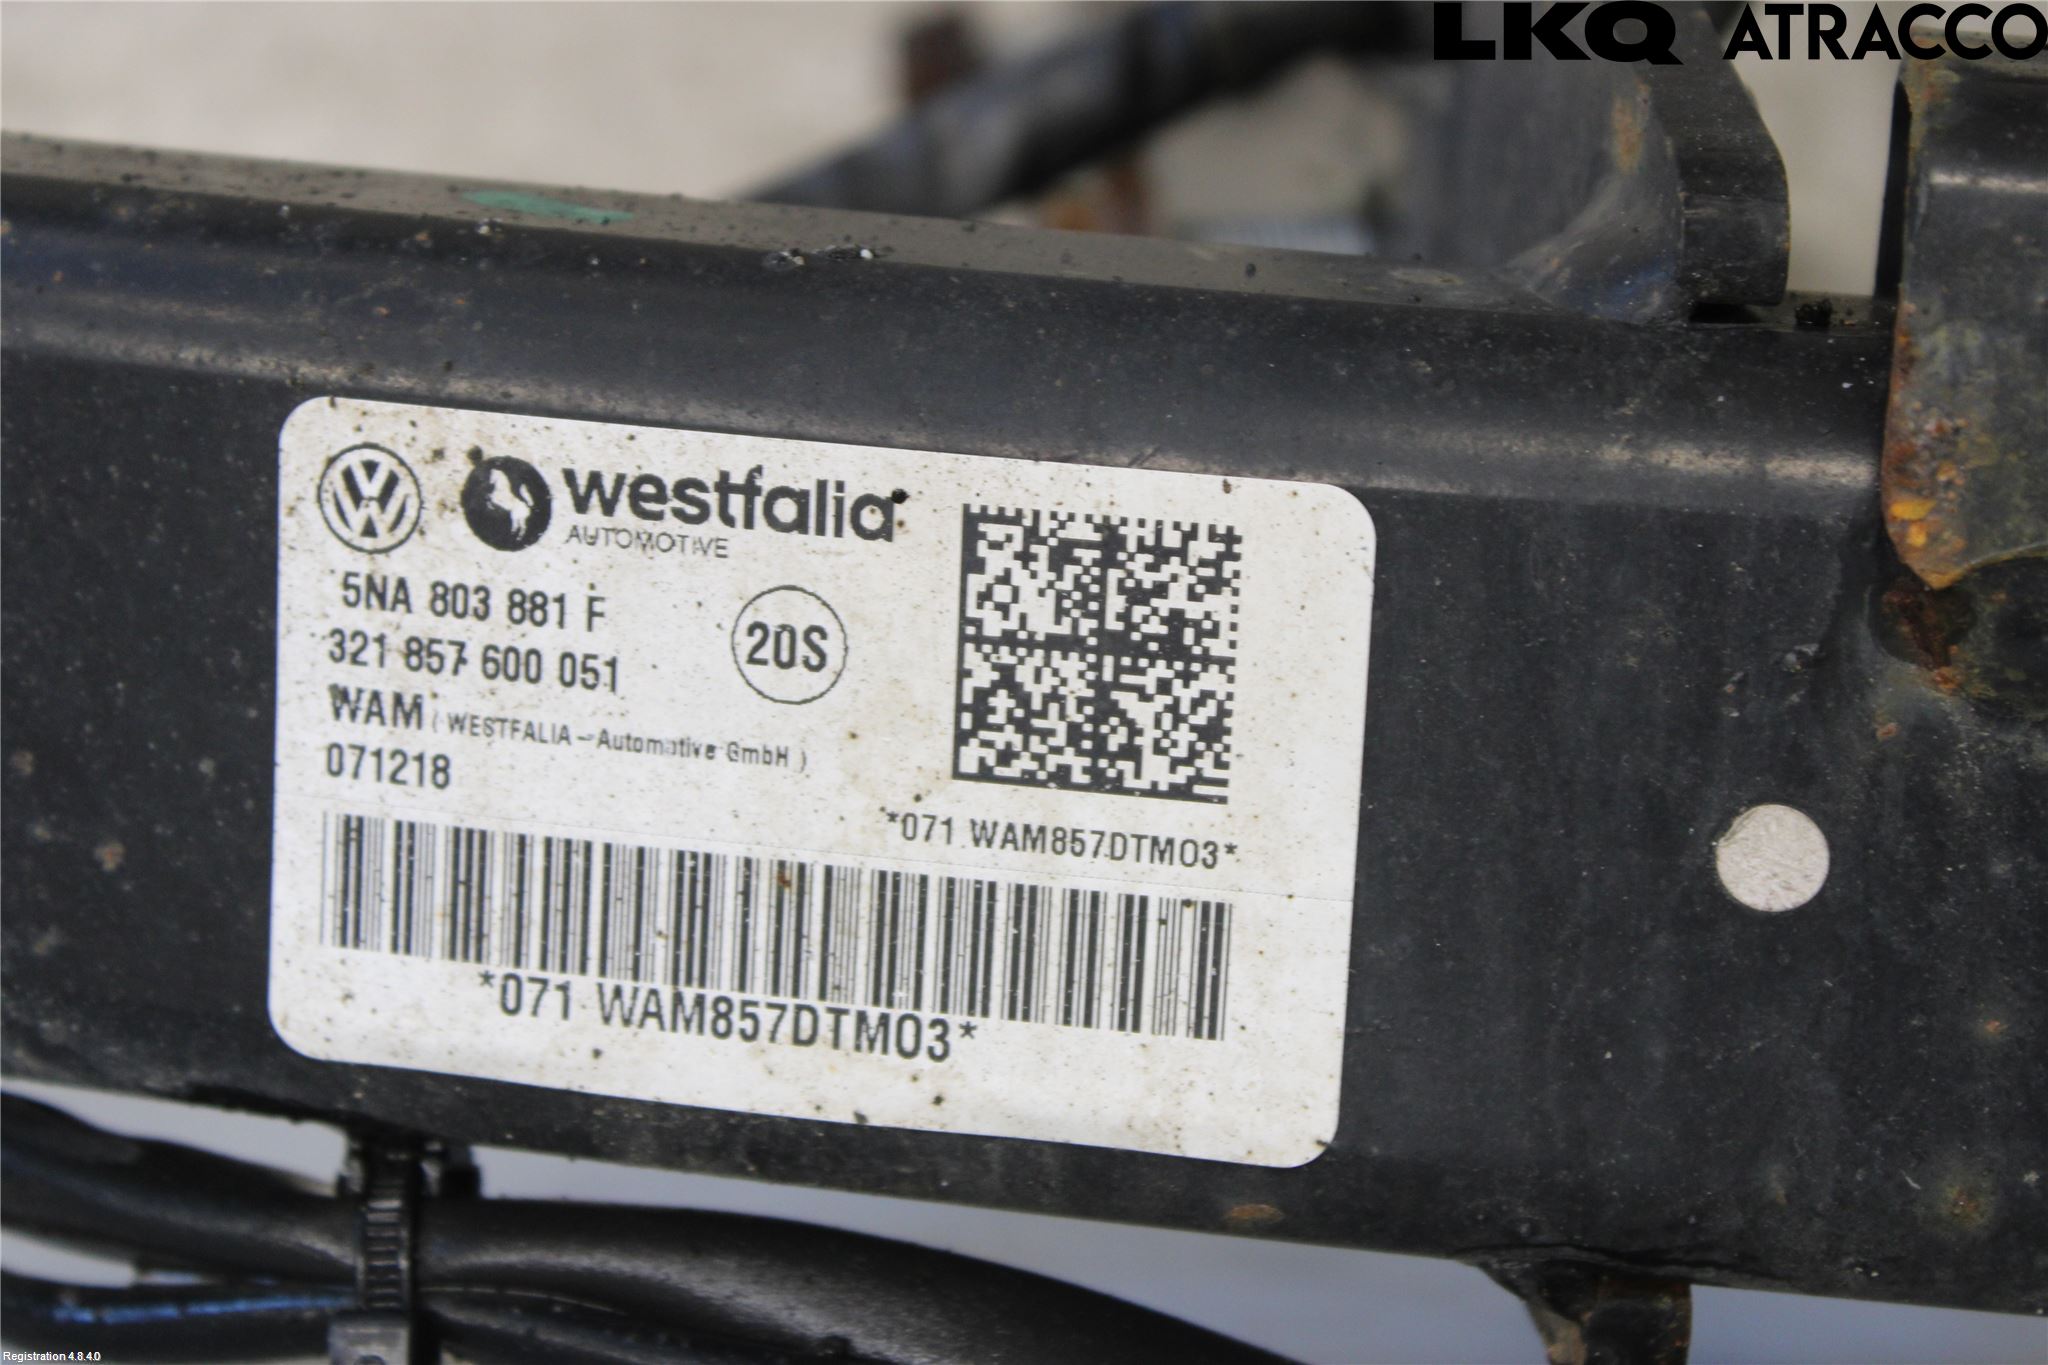 LKQ ATRACCO
westfalia
AUTOMOTIVE
5NA 803 881 F
321 857 600 051
20S
WAM ( WESTFALIA - Automotive GmbH )
071218
*071 WAM857DTM03*
*071 WAM857DTM03*
Registration 4.8.4.0